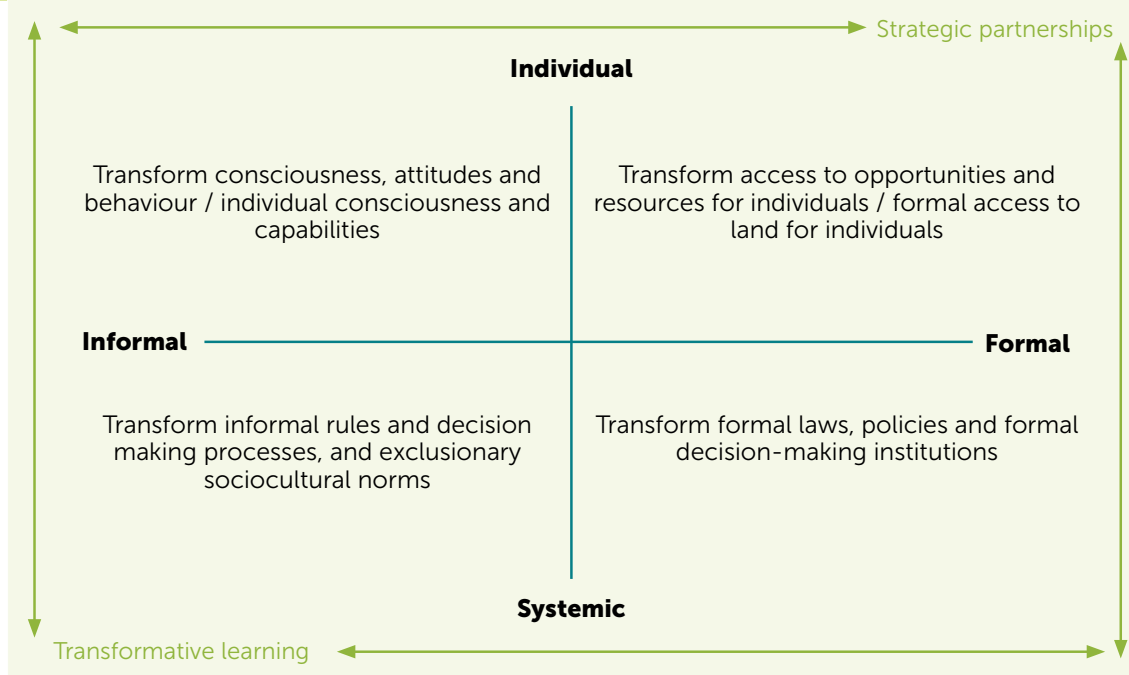 Strategic partnerships
Individual
Transform consciousness, attitudes and
behaviour / individual consciousness and
capabilities
Transform access to opportunities and
resources for individuals / formal access to
land for individuals
Informal
Formal
Transform informal rules and decision
making processes, and exclusionary
sociocultural norms
Transform formal laws, policies and formal
decision-making institutions
Systemic
Transformative learning